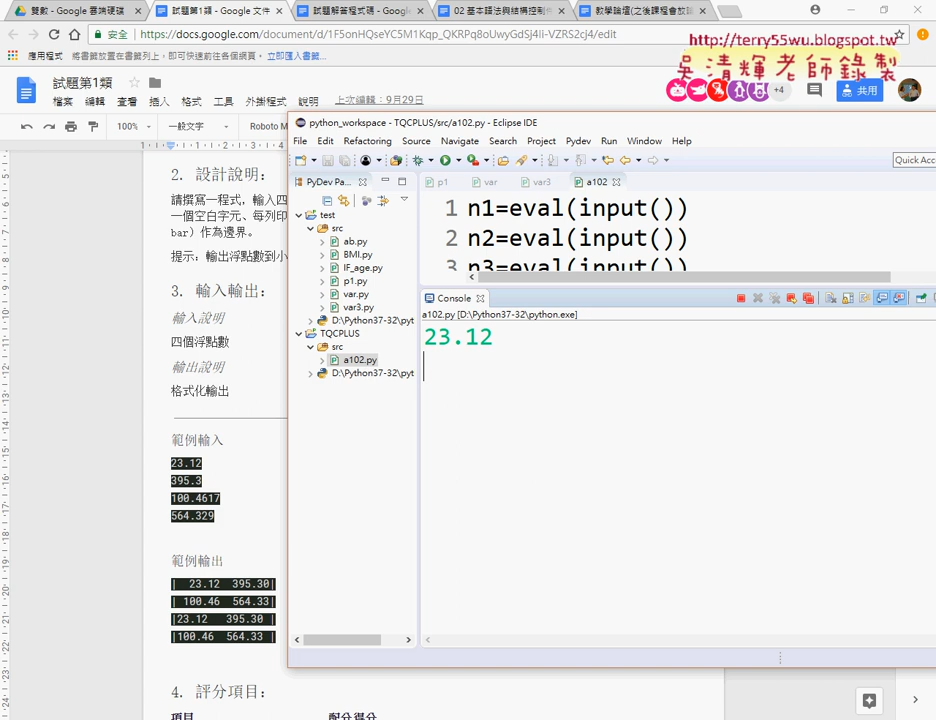 雙數 - Google 雲端硬碟
試題第1類 - Google 文件
試題解答程式碼 - Googl
02 基本語法與結構控制
教學論壇(之後課程會放
安全
https://docs.google.com/document/d/1F5onHQseYC5M1Kqp_QKRPq8oUwyGdSJ4Ii-VZRS2cj4/edit
應用程式
將書籤放置在書籤列上，即可快速前往各個網頁。
立即匯入書籤...
http://terry55wu.blogspot.tw
吳清輝老師錄製
試題第1類
檔案 編輯 查看 插入 格式 工具 外掛程式 說明 上次編輯：9月29日
+4
共用
100%
一般文字
Roboto M
python_workspace - TQCPLUS/src/a102.py - Eclipse IDE
File Edit Refactoring Source Navigate Search Project Pydev Run Window Help
Quick Acce
PyDev Pa...
p1
var
var3
a102
test
src
ab.py
BMI.py
IF_age.py
p1.py
var.py
var3.py
D:\Python37-32\pyt
TQCPLUS
src
a102.py
D:\Python37-32\pyt
1 n1=eval(input())
2 n2=eval(input())
3 n3=eval(input())
Console
a102.py [D:\Python37-32\python.exe]
23.12
2. 設計說明：
請撰寫一程式，輸入四
一個空白字元、每列印
bar）作為邊界。
提示：輸出浮點數到小
3. 輸入輸出：
輸入說明
四個浮點數
輸出說明
格式化輸出
範例輸入
23.12
395.3
100.4617
564.329
範例輸出
|  23.12  395.30|
| 100.46  564.33|
|23.12   395.30 |
|100.46  564.33 |
4. 評分項目：
項目
配分得分